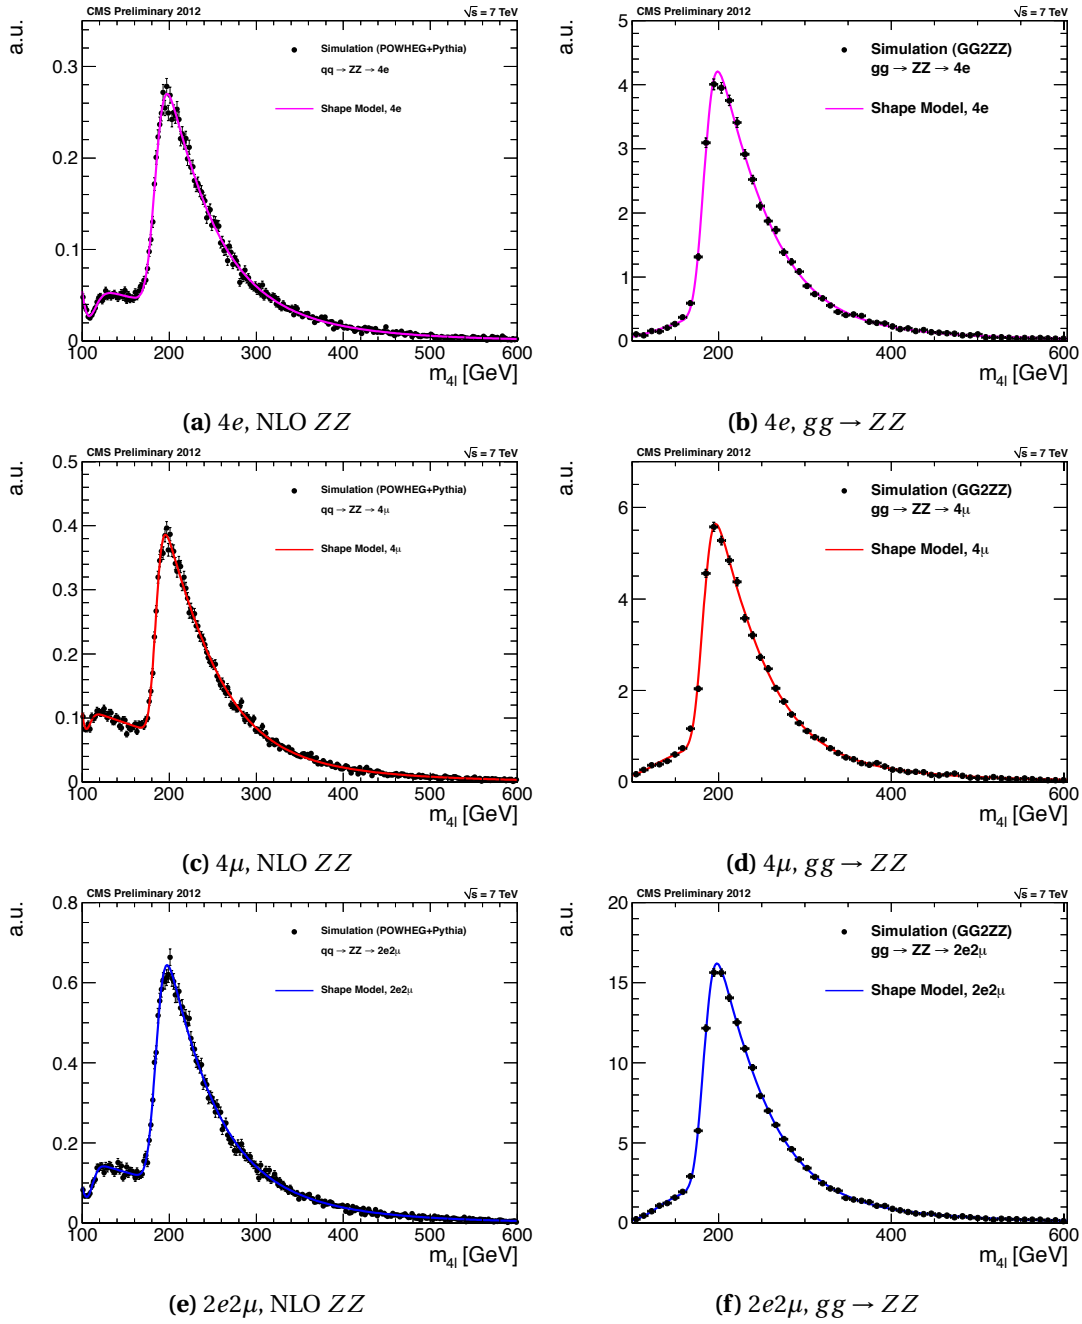 CMS Preliminary 2012
√s = 7 TeV
a.u.
0.3
0.2
0.1
0
Simulation (POWHEG+Pythia)
qq → ZZ → 4e
Shape Model, 4e
100 200 300 400 500 600
m4l [GeV]
(a) 4e, NLO ZZ
CMS Preliminary 2012
√s = 7 TeV
a.u.
5
4
3
2
1
0
Simulation (GG2ZZ)
gg → ZZ → 4e
Shape Model, 4e
200 400 600
m4l [GeV]
(b) 4e, gg → ZZ
CMS Preliminary 2012
√s = 7 TeV
a.u.
0.5
0.4
0.3
0.2
0.1
0
Simulation (POWHEG+Pythia)
qq → ZZ → 4μ
Shape Model, 4μ
100 200 300 400 500 600
m4l [GeV]
(c) 4μ, NLO ZZ
CMS Preliminary 2012
√s = 7 TeV
a.u.
6
4
2
0
Simulation (GG2ZZ)
gg → ZZ → 4μ
Shape Model, 4μ
200 400 600
m4l [GeV]
(d) 4μ, gg → ZZ
CMS Preliminary 2012
√s = 7 TeV
a.u.
0.8
0.6
0.4
0.2
0
Simulation (POWHEG+Pythia)
qq → ZZ → 2e2μ
Shape Model, 2e2μ
100 200 300 400 500 600
m4l [GeV]
(e) 2e2μ, NLO ZZ
CMS Preliminary 2012
√s = 7 TeV
a.u.
20
15
10
5
0
Simulation (GG2ZZ)
gg → ZZ → 2e2μ
Shape Model, 2e2μ
200 400 600
m4l [GeV]
(f) 2e2μ, gg → ZZ